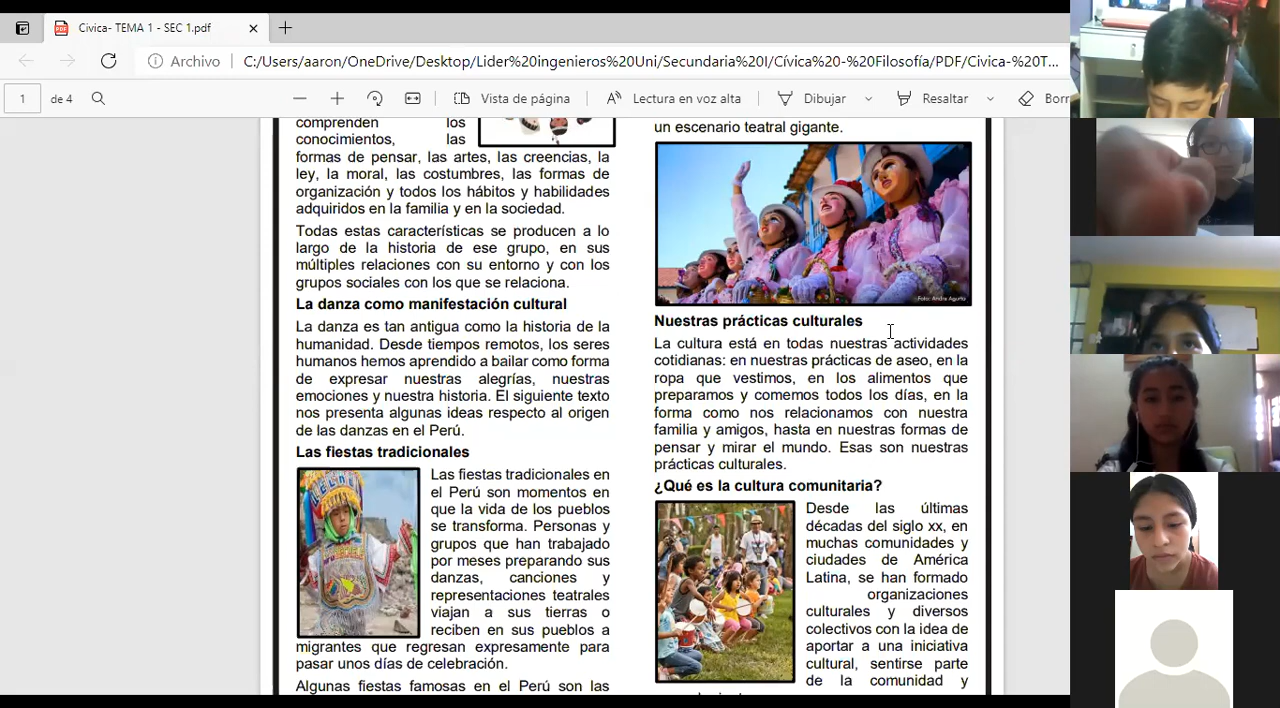 Civica- TEMA 1 - SEC 1.pdf
Archivo
C:/Users/aaron/OneDrive/Desktop/Lider%20ingenieros%20Uni/Secundaria%20I/Cívica%20-%20Filosofía/PDF/Civica-%20T...
1
de 4
Vista de página
Lectura en voz alta
Dibujar
Resaltar
Borr
comprenden los
conocimientos, las
formas de pensar, las artes, las creencias, la
ley, la moral, las costumbres, las formas de
organización y todos los hábitos y habilidades
adquiridos en la familia y en la sociedad.
Todas estas características se producen a lo
largo de la historia de ese grupo, en sus
múltiples relaciones con su entorno y con los
grupos sociales con los que se relaciona.
La danza como manifestación cultural
La danza es tan antigua como la historia de la
humanidad. Desde tiempos remotos, los seres
humanos hemos aprendido a bailar como forma
de expresar nuestras alegrías, nuestras
emociones y nuestra historia. El siguiente texto
nos presenta algunas ideas respecto al origen
de las danzas en el Perú.
Las fiestas tradicionales
Las fiestas tradicionales en
el Perú son momentos en
que la vida de los pueblos
se transforma. Personas y
grupos que han trabajado
por meses preparando sus
danzas, canciones y
representaciones teatrales
viajan a sus tierras o
reciben en sus pueblos a
migrantes que regresan expresamente para
pasar unos días de celebración.
Algunas fiestas famosas en el Perú son las
un escenario teatral gigante.
Foto: Andre Agurto
Nuestras prácticas culturales
La cultura está en todas nuestras actividades
cotidianas: en nuestras prácticas de aseo, en la
ropa que vestimos, en los alimentos que
preparamos y comemos todos los días, en la
forma como nos relacionamos con nuestra
familia y amigos, hasta en nuestras formas de
pensar y mirar el mundo. Esas son nuestras
prácticas culturales.
¿Qué es la cultura comunitaria?
Desde las últimas
décadas del siglo xx, en
muchas comunidades y
ciudades de América
Latina, se han formado
organizaciones
culturales y diversos
colectivos con la idea de
aportar a una iniciativa
cultural, sentirse parte
de la comunidad y